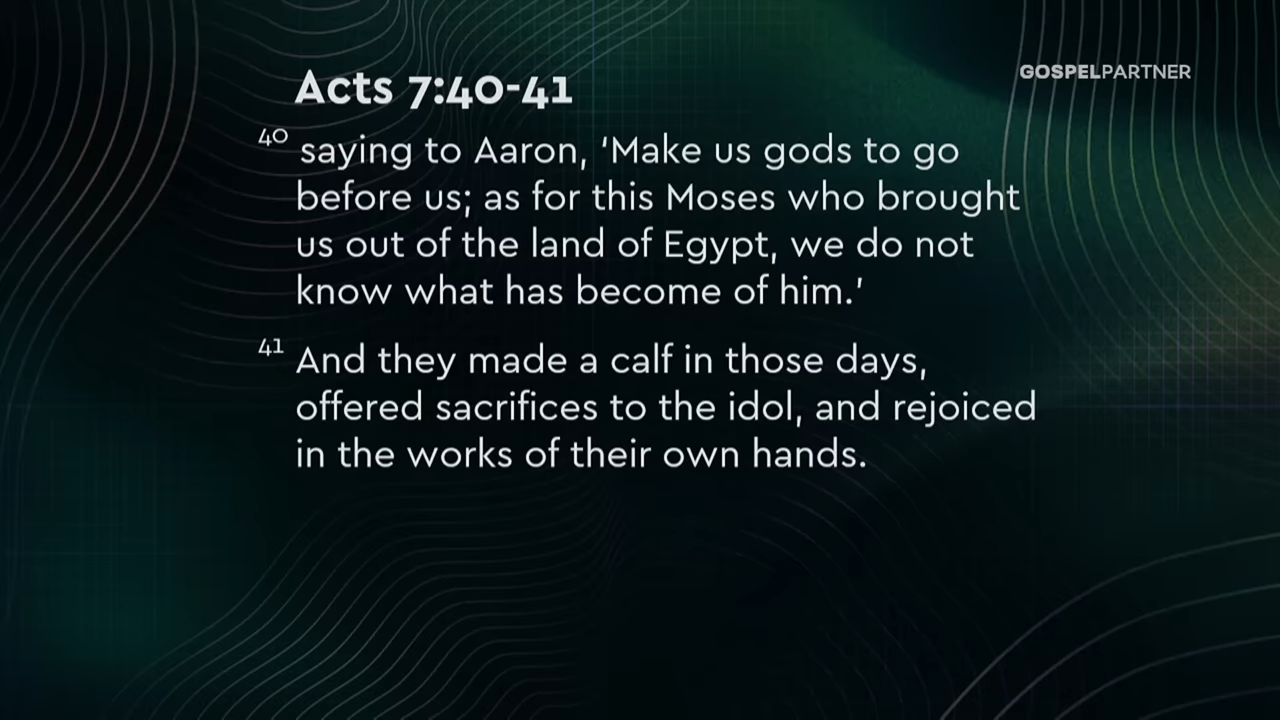 Acts 7:40-41
GOSPELPARTNER
40 saying to Aaron, ‘Make us gods to go
before us; as for this Moses who brought
us out of the land of Egypt, we do not
know what has become of him.’
41 And they made a calf in those days,
offered sacrifices to the idol, and rejoiced
in the works of their own hands.